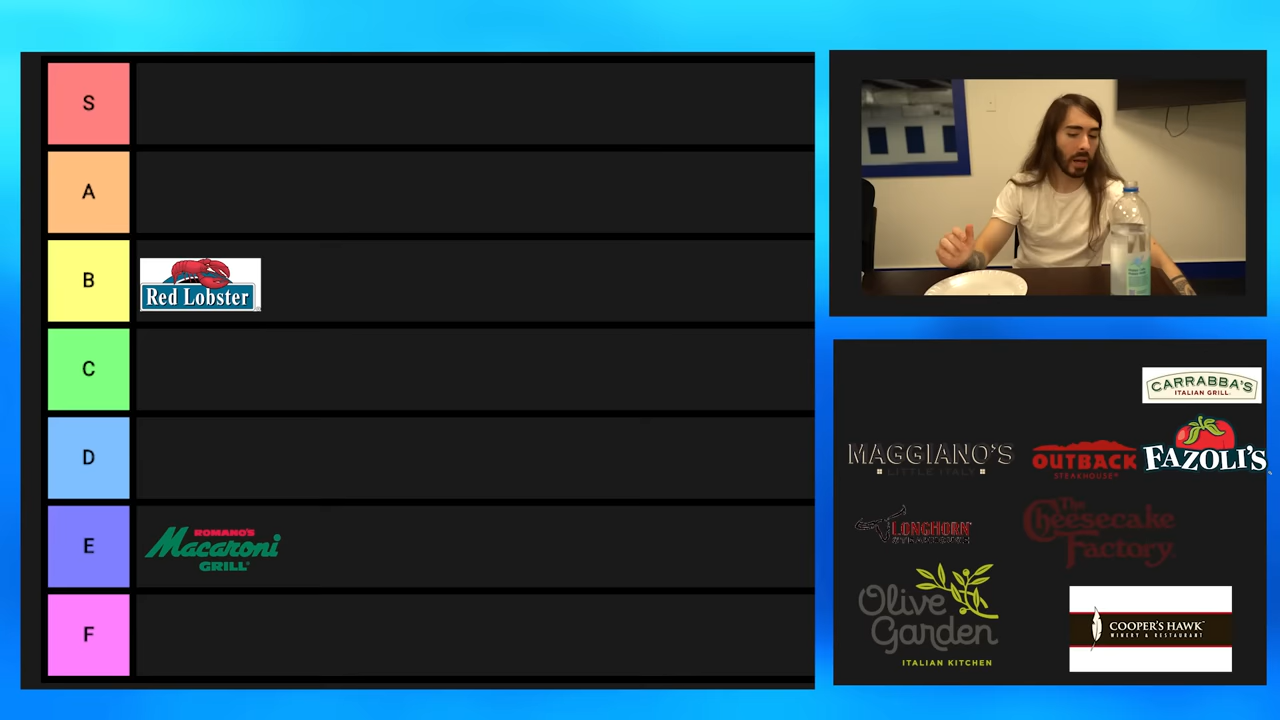 S
A
B
Red Lobster
C
D
E
ROMANO'S
Macaroni
GRILL
F
CARRABBA'S
ITALIAN GRILL
MAGGIANO'S
LITTLE ITALY
OUTBACK
STEAKHOUSE
FAZOLI'S
LONGHORN
STEAKHOUSE
The
Cheesecake
Factory
Olive
Garden
ITALIAN KITCHEN
COOPER'S HAWK
WINERY & RESTAURANT